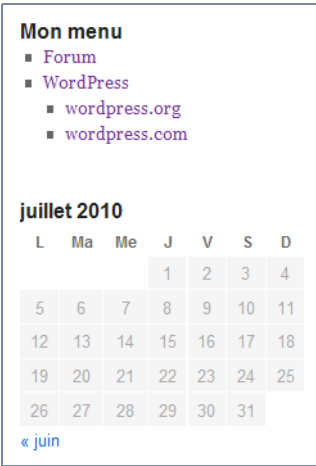 Mon menu
Forum
WordPress
wordpress.org
wordpress.com
juillet 2010
L Ma Me J V S D
1 2 3 4
5 6 7 8 9 10 11
12 13 14 15 16 17 18
19 20 21 22 23 24 25
26 27 28 29 30 31
« juin